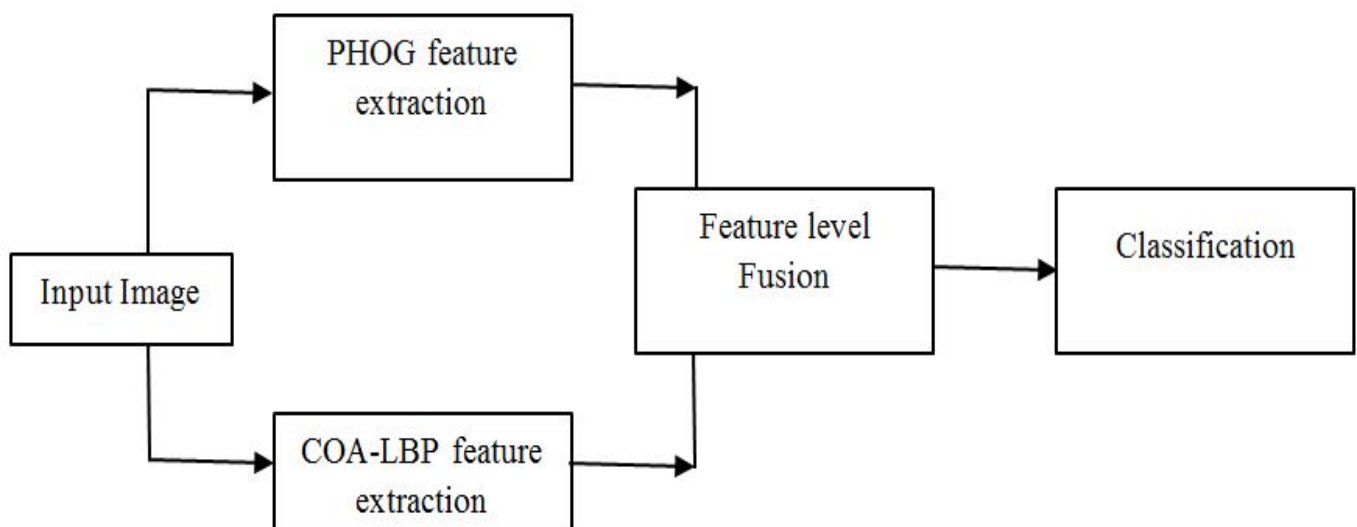 PHOG feature
extraction
Input Image
COA-LBP feature
extraction
Feature level
Fusion
Classification